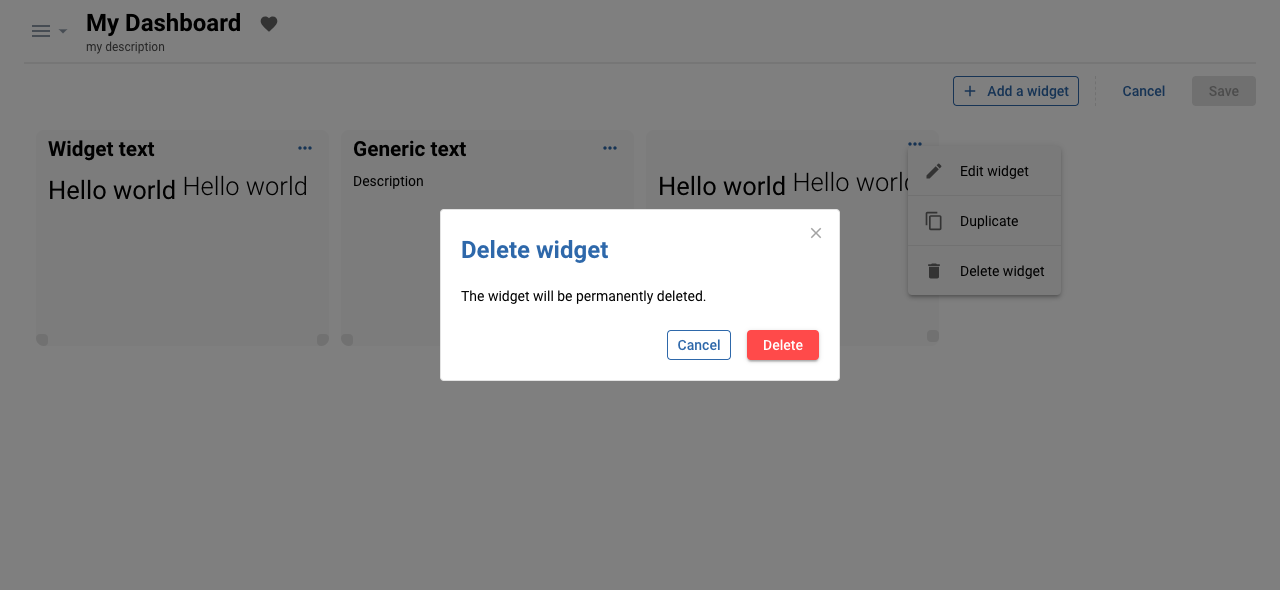 My Dashboard
my description
Add a widget
Cancel
Save
Widget text
Hello world Hello world
Generic text
Description
Hello world Hello world
Edit widget
Duplicate
Delete widget
Delete widget
The widget will be permanently deleted.
Cancel
Delete